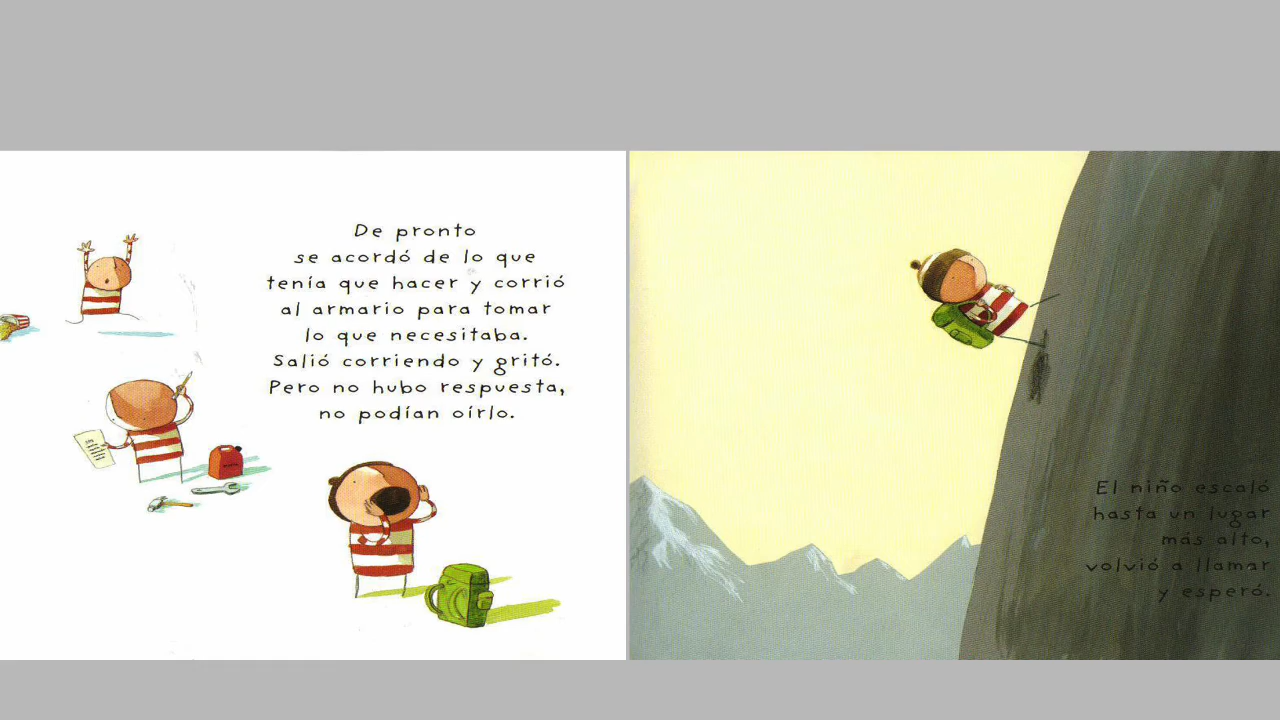 De pronto
se acordó de lo que
tenía que hacer y corrió
al armario para tomar
lo que necesitaba.
Salió corriendo y gritó.
Pero no hubo respuesta,
no podían oírlo.
El niño escaló
hasta un lugar
más alto,
volvió a llamar
y esperó.